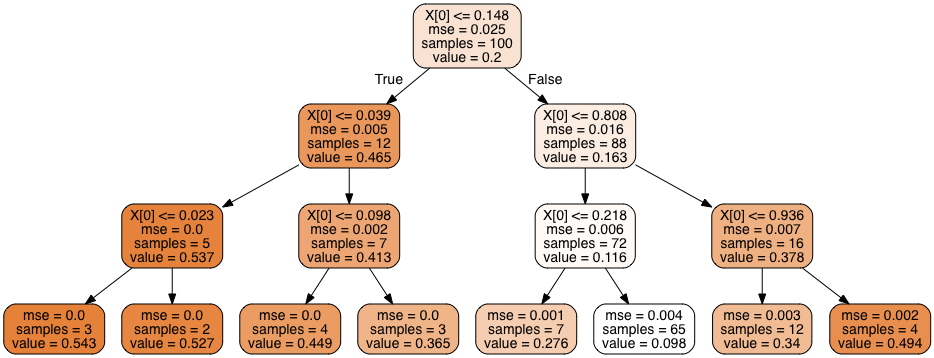 X[0] <= 0.148
mse = 0.025
samples = 100
value = 0.2
True
False
X[0] <= 0.039
mse = 0.005
samples = 12
value = 0.465
X[0] <= 0.808
mse = 0.016
samples = 88
value = 0.163
X[0] <= 0.023
mse = 0.0
samples = 5
value = 0.537
X[0] <= 0.098
mse = 0.002
samples = 7
value = 0.413
X[0] <= 0.218
mse = 0.006
samples = 72
value = 0.116
X[0] <= 0.936
mse = 0.007
samples = 16
value = 0.378
mse = 0.0
samples = 3
value = 0.543
mse = 0.0
samples = 2
value = 0.527
mse = 0.0
samples = 4
value = 0.449
mse = 0.0
samples = 3
value = 0.365
mse = 0.001
samples = 7
value = 0.276
mse = 0.004
samples = 65
value = 0.098
mse = 0.003
samples = 12
value = 0.34
mse = 0.002
samples = 4
value = 0.494